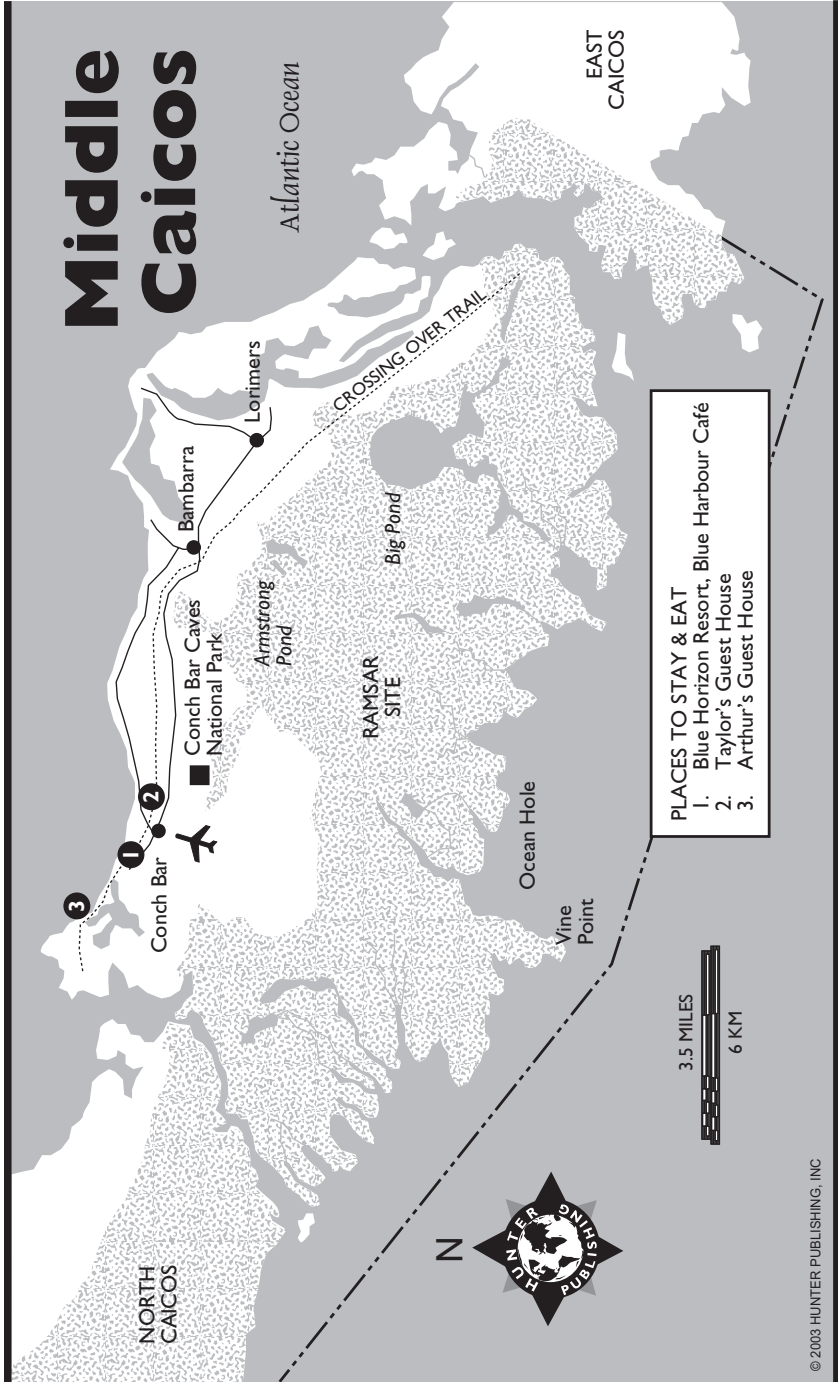 Middle
Caicos
Atlantic Ocean
EAST
CAICOS
NORTH
CAICOS
3
1
2
Conch Bar
Conch Bar Caves
National Park
Bambarra
Lorimers
CROSSING OVER TRAIL
Armstrong
Pond
Big Pond
RAMSAR
SITE
Ocean Hole
Vine
Point
PLACES TO STAY & EAT
1. Blue Horizon Resort, Blue Harbour Café
2. Taylor's Guest House
3. Arthur's Guest House
3.5 MILES
6 KM
N
HUNTER
PUBLISHING
© 2003 HUNTER PUBLISHING, INC